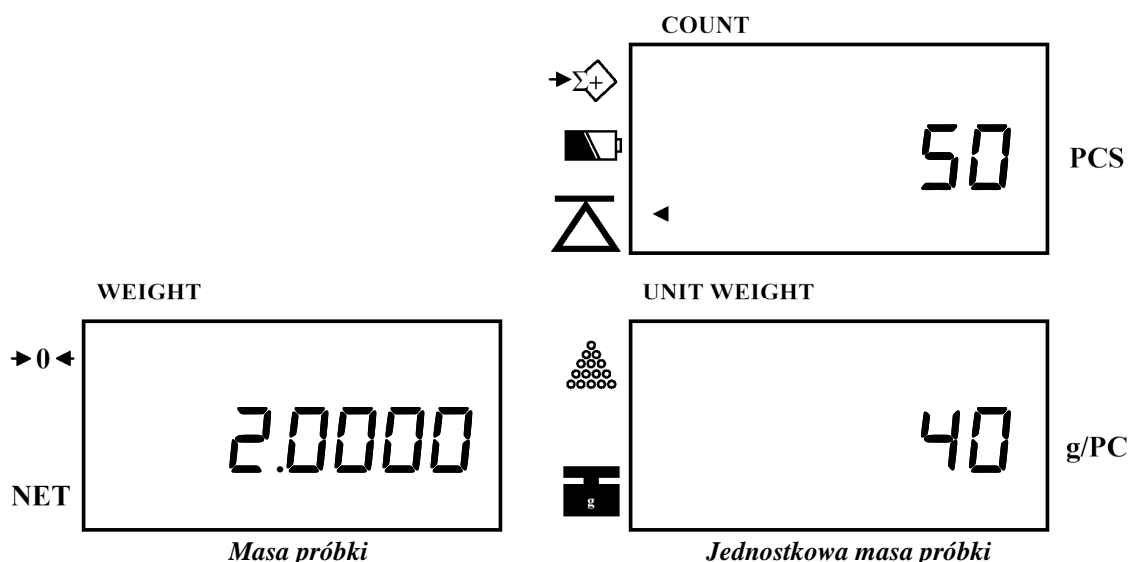 COUNT
Σ+
50
PCS
WEIGHT
UNIT WEIGHT
0
2.0000
40
g/PC
NET
g
Masa próbki
Jednostkowa masa próbki